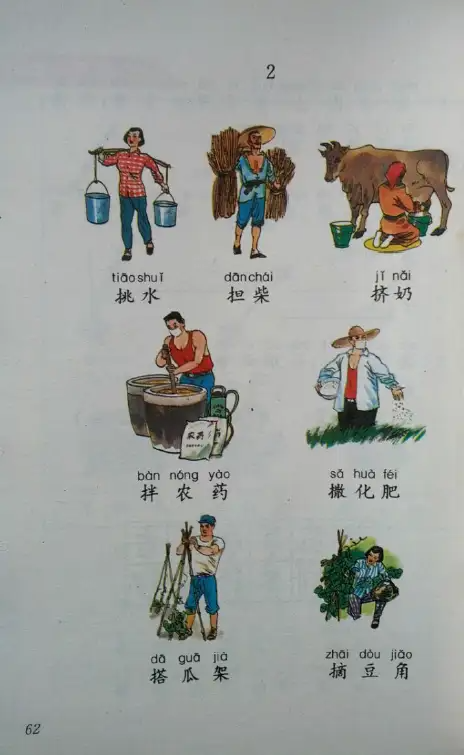 2
tiāo shuǐ dān chái jǐ nǎi
挑水 担柴 挤奶
农药
bàn nóng yào sǎ huà féi
拌农药 撒化肥
dā guā jià zhāi dòu jiǎo
搭瓜架 摘豆角
62